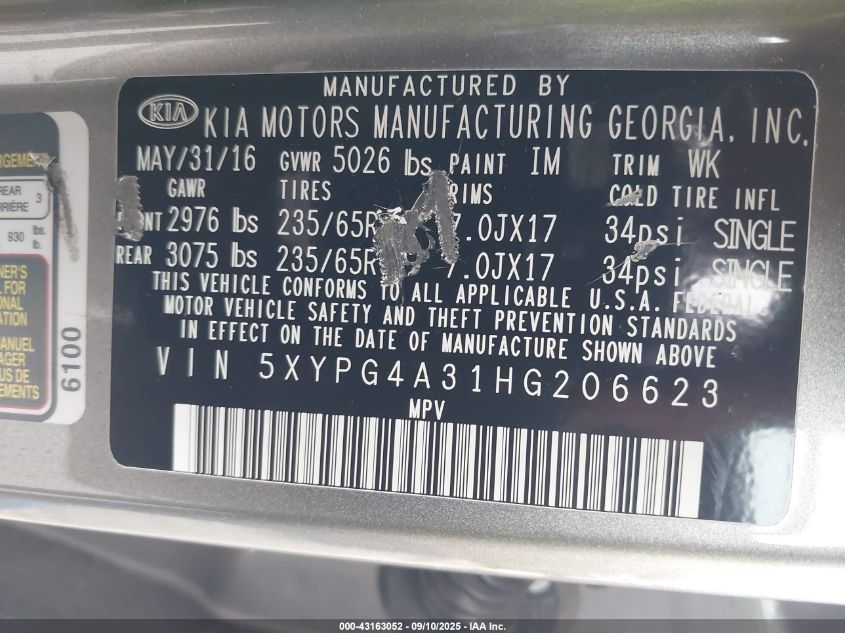 MANUFACTURED BY
KIA KIA MOTORS MANUFACTURING GEORGIA, INC.
MAY/31/16 GVWR 5026 lbs PAINT IM TRIM WK
GAWR TIRES RIMS COLD TIRE INFL
2976 lbs 235/65R 7.0JX17 34psi SINGLE
REAR 3075 lbs 235/65R 7.0JX17 34psi SINGLE
THIS VEHICLE CONFORMS TO ALL APPLICABLE U.S.A. FEDERAL
MOTOR VEHICLE SAFETY AND THEFT PREVENTION STANDARDS
IN EFFECT ON THE DATE OF MANUFACTURE SHOWN ABOVE
VIN 5XYPG4A31HG206623
MPV
REAR 3
930 lbs.
lb.
6100
000-43163052 - 09/10/2025 - IAA Inc.